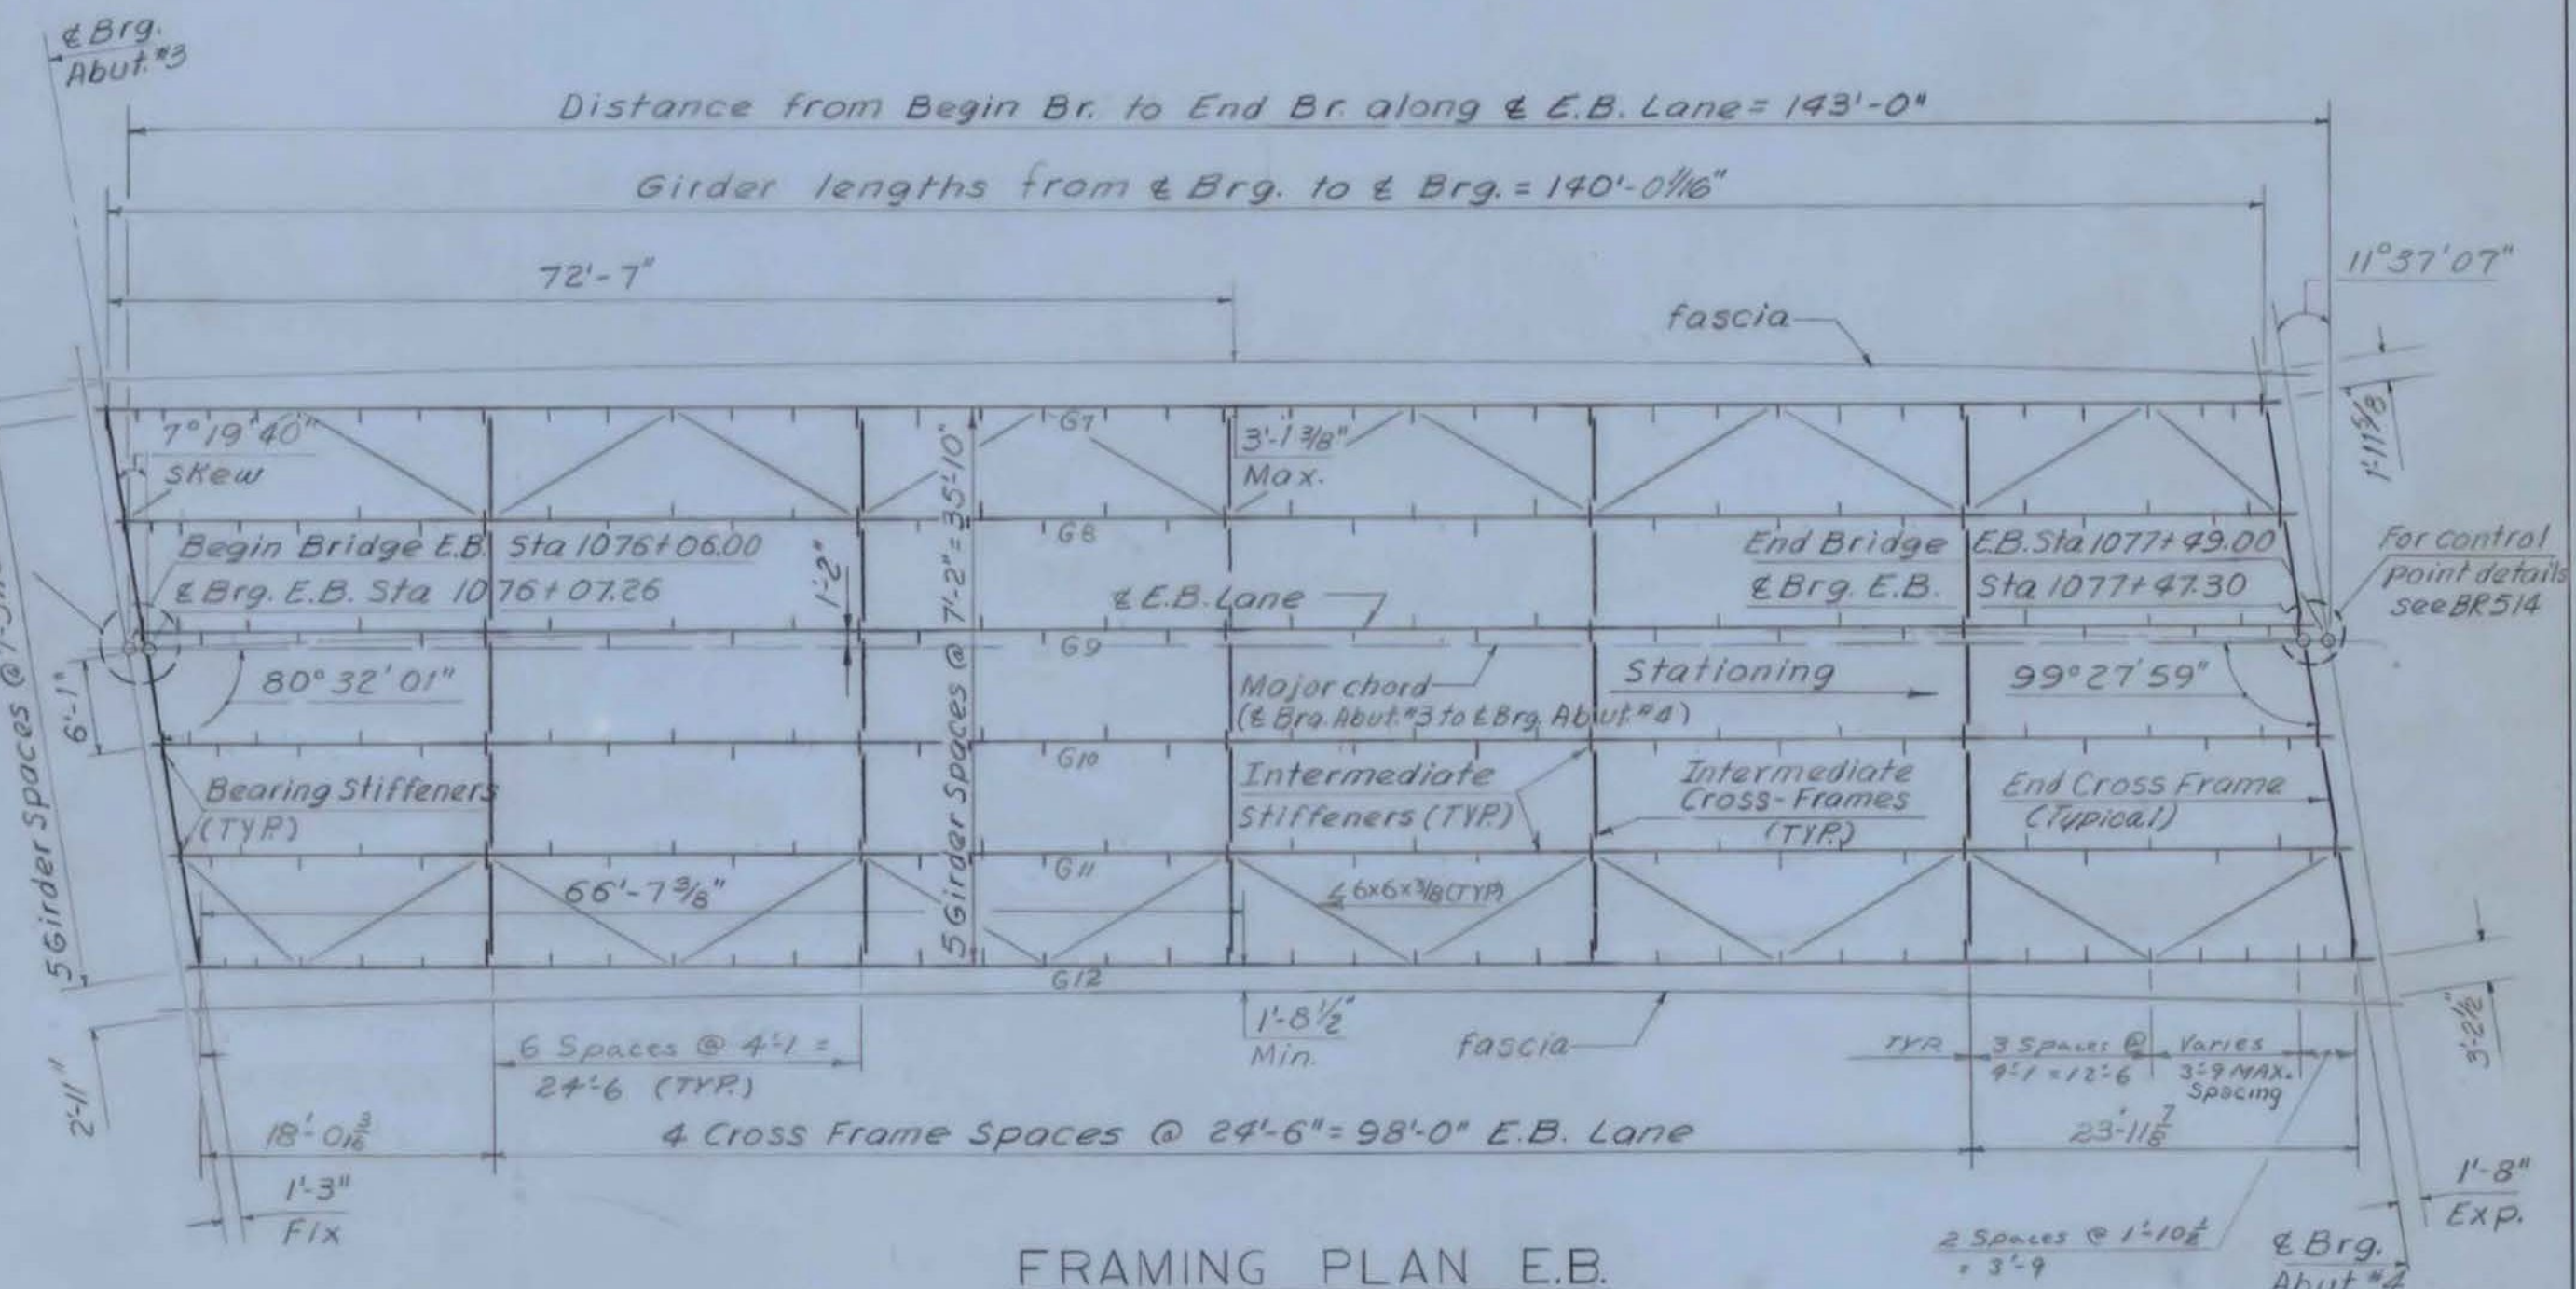 ℄ Brg.
Abut. #3
Distance from Begin Br. to End Br. along ℄ E.B. Lane = 143'-0"
Girder lengths from ℄ Brg. to ℄ Brg. = 140'-0 1/16"
72'-7"
11°37'07"
fascia
1'-11 5/8"
7°19'40"
skew
G7
3'-1 3/8"
Max.
5 Girder Spaces @ 7'-2" = 35'-10"
G8
Begin Bridge E.B. Sta 1076+06.00
℄ Brg. E.B. Sta 1076+07.26
1'-2"
End Bridge E.B. Sta 1077+49.00
℄ Brg. E.B. Sta 1077+47.30
For control
point details
see BR514
℄ E.B. Lane
G9
5 Girder Spaces @
6'-1"
80°32'01"
Major chord
(℄ Brg. Abut. #3 to ℄ Brg. Abut. #4)
Stationing
99°27'59"
G10
Bearing Stiffeners
(TYP.)
Intermediate
Stiffeners (TYP.)
Intermediate
Cross-Frames
(TYP.)
End Cross Frame
(Typical)
G11
66'-7 3/8"
∠ 6x6x3/8 (TYP)
G12
1'-8 1/2"
Min.
fascia
3'-2 1/2"
2'-11"
6 Spaces @ 4'-1 =
24'-6 (TYP.)
TYP.
3 Spaces @
4'-1 = 12'-6
Varies
3'-9 MAX.
Spacing
18'-0 3/16
4 Cross Frame Spaces @ 24'-6" = 98'-0" E.B. Lane
23'-11 7/8
1'-3"
Fix
1'-8"
Exp.
2 Spaces @ 1'-10 1/2
= 3'-9
℄ Brg.
Abut #4
FRAMING PLAN E.B.